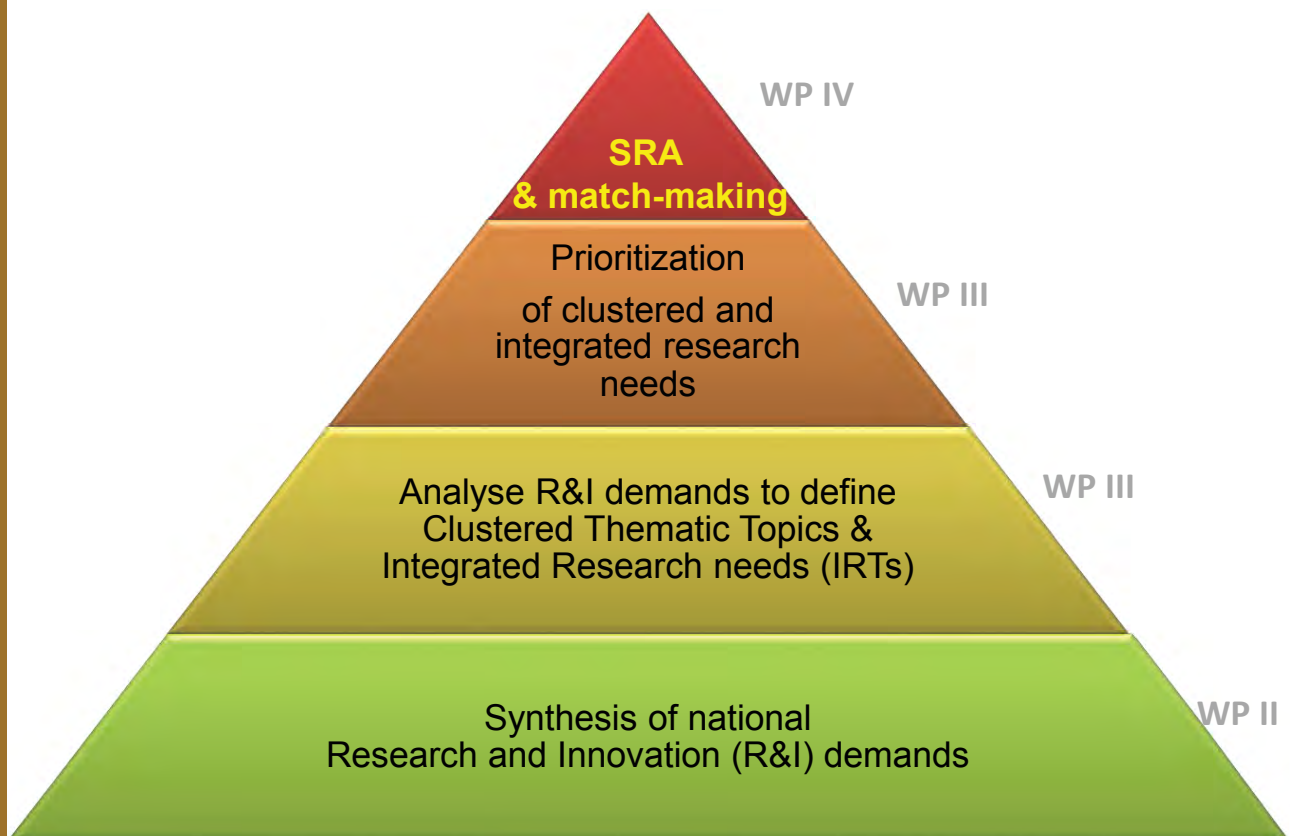 WP IV
SRA
& match-making
Prioritization
of clustered and
integrated research
needs
WP III
Analyse R&I demands to define
Clustered Thematic Topics &
Integrated Research needs (IRTs)
WP III
Synthesis of national
Research and Innovation (R&I) demands
WP II